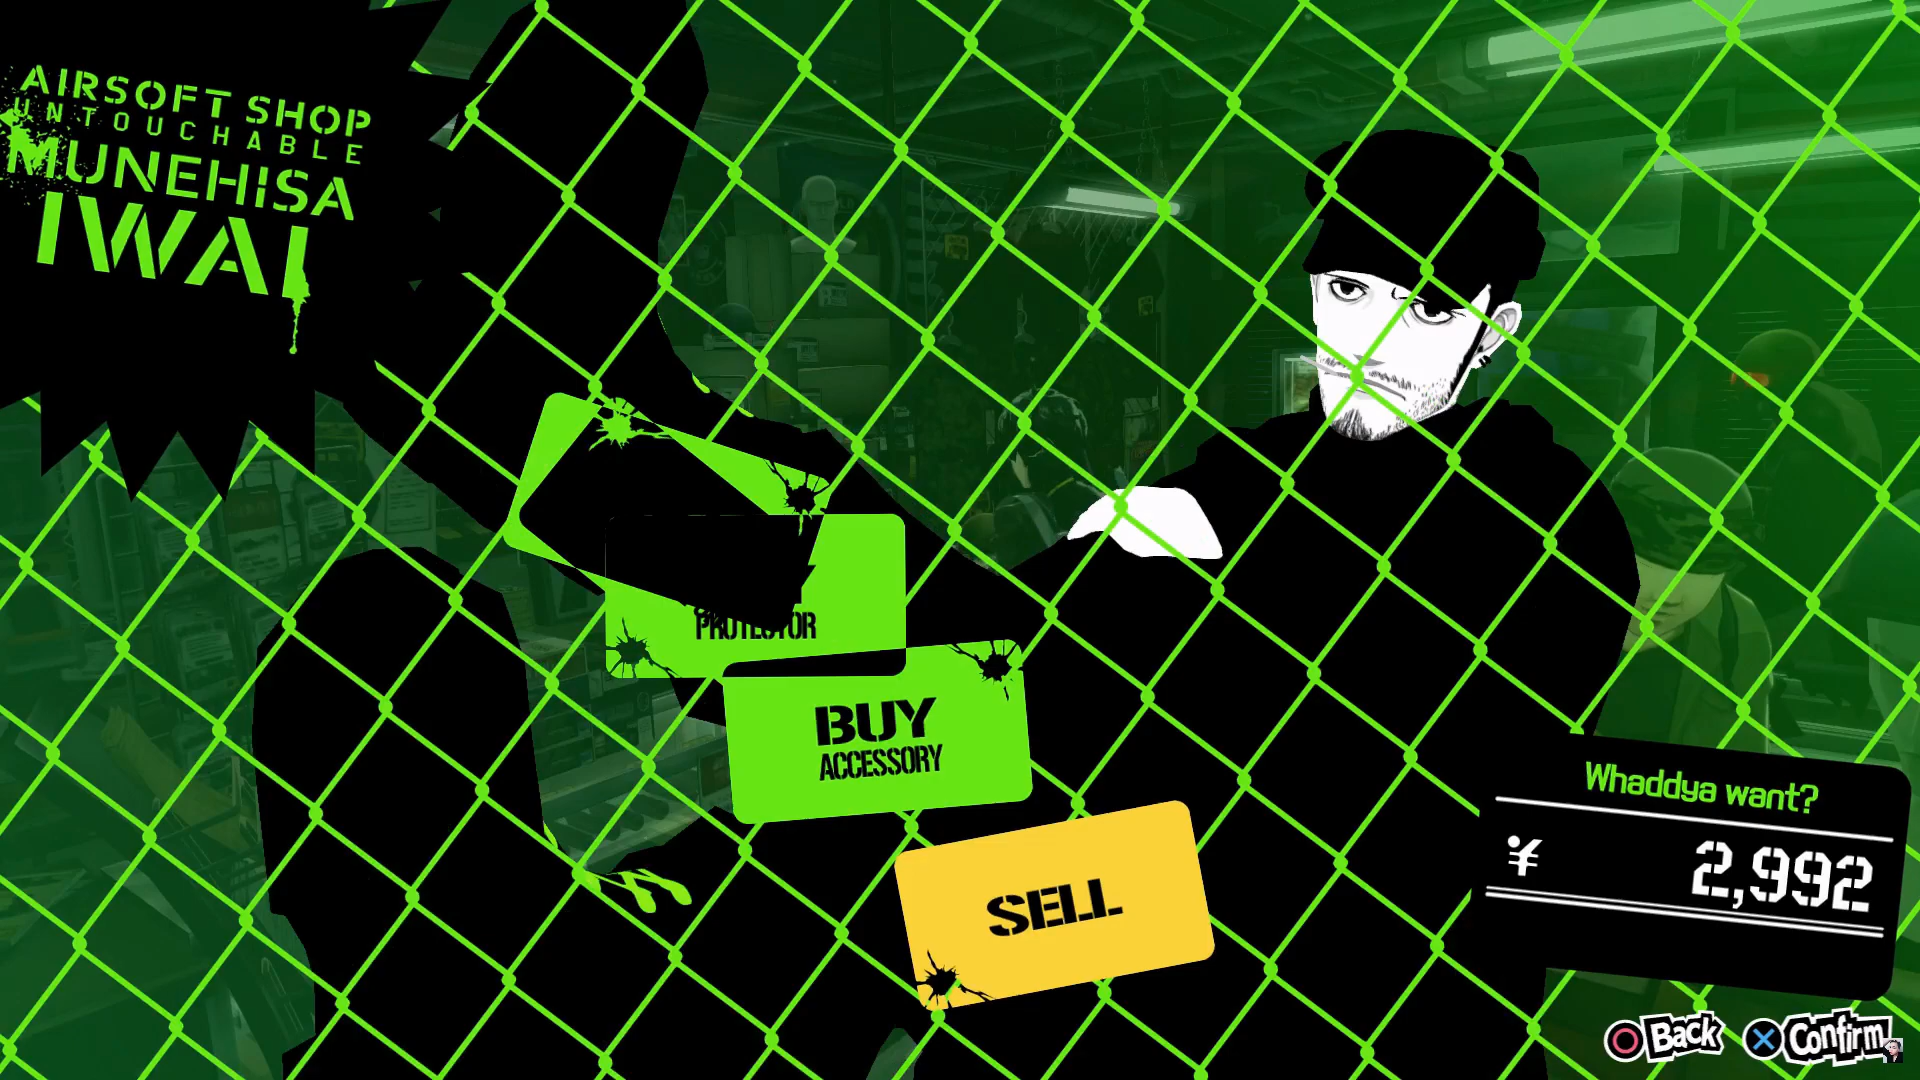 AIRSOFT SHOP
UNTOUCHABLE
MUNEHISA
IWAI
PROTECTOR
BUY
ACCESSORY
SELL
Whaddya want?
¥ 2,992
Back
Confirm